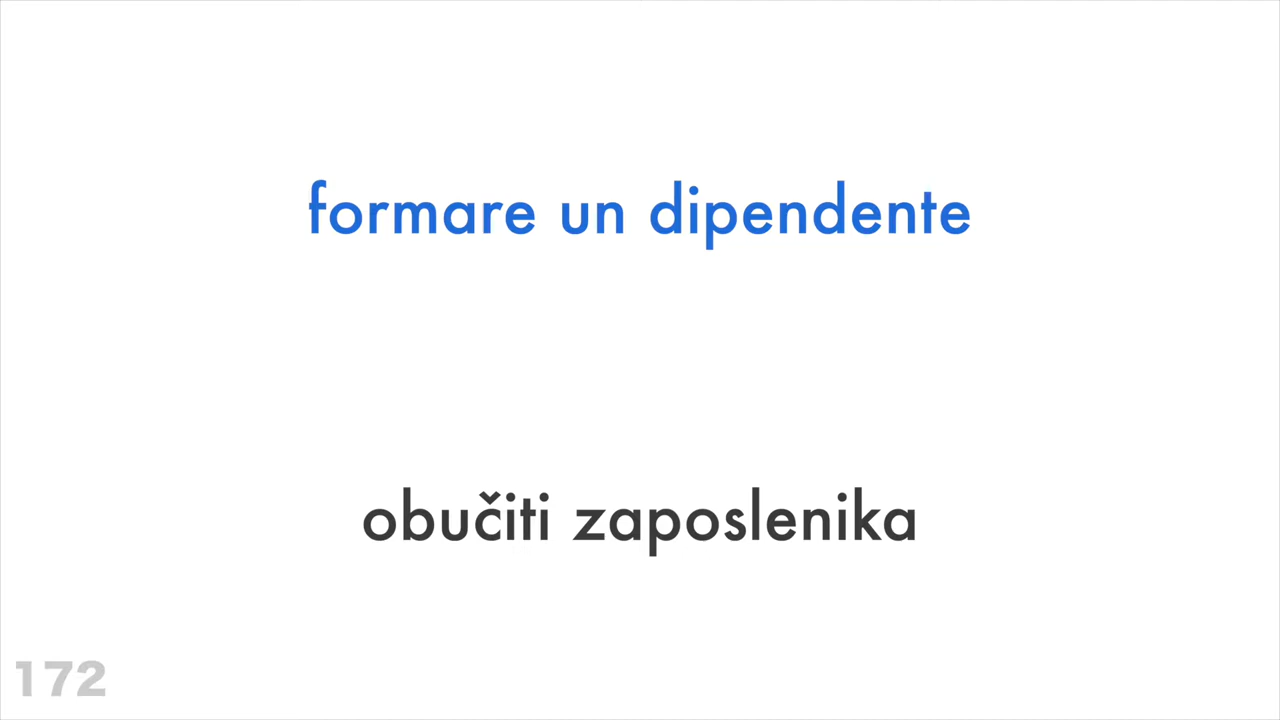 formare un dipendente
obučiti zaposlenika
172